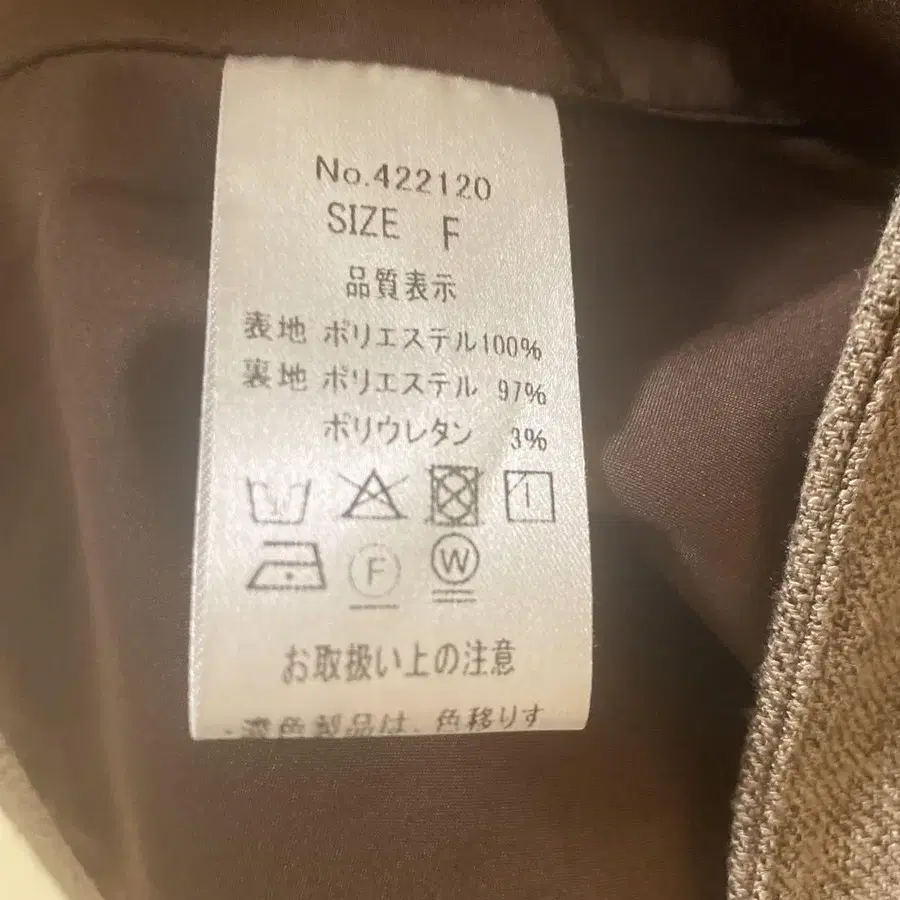 No.422120
SIZE F
品質表示
表地 ポリエステル100%
裏地 ポリエステル 97%
ポリウレタン 3%
F W
お取扱い上の注意
・濃色製品は、色移りす